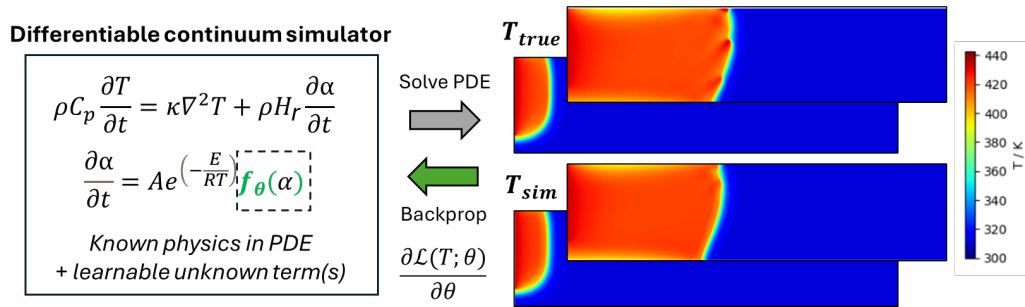 Differentiable continuum simulator
ρC_p ∂T/∂t = κ∇²T + ρH_r ∂α/∂t
∂α/∂t = Ae^(−E/RT) f_θ(α)
Known physics in PDE
+ learnable unknown term(s)
Solve PDE
Backprop
∂ℒ(T; θ)/∂θ
T_true
T_sim
440
420
400
380
360
340
320
300
T / K